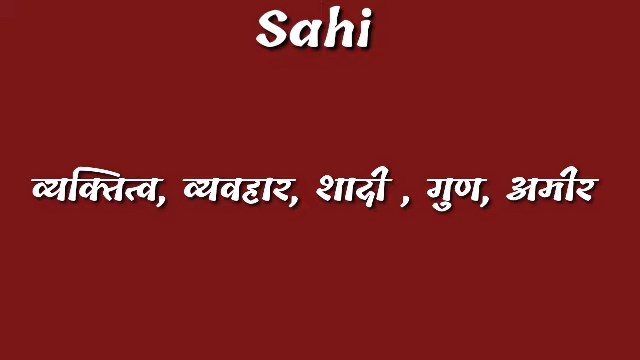 Sahi
व्यक्तित्व, व्यवहार, शादी , गुण, अमीर